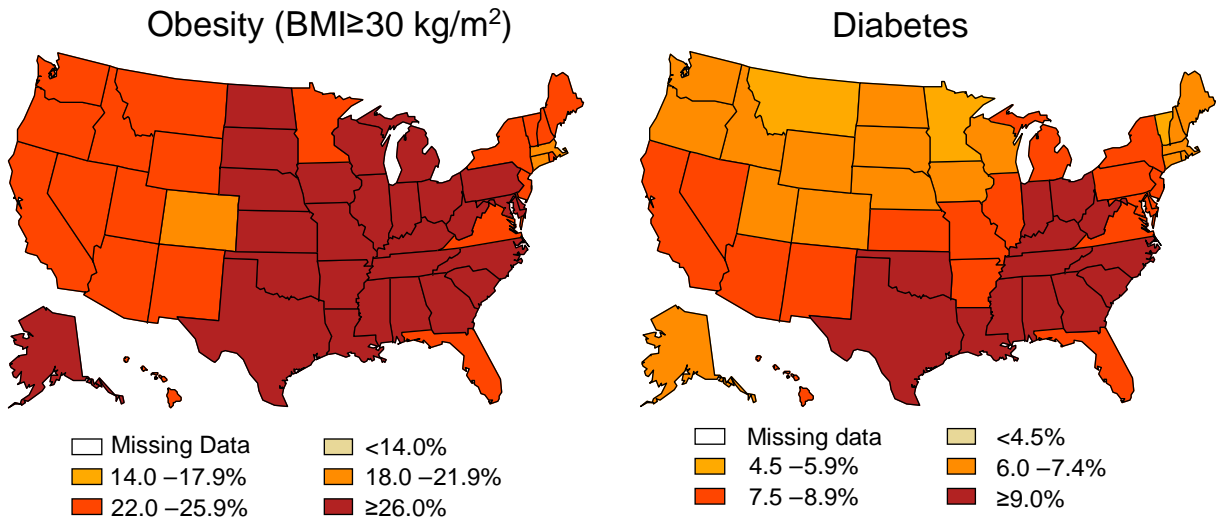 Obesity (BMI≥30 kg/m²)
Diabetes
Missing Data
<14.0%
14.0 –17.9%
18.0 –21.9%
22.0 –25.9%
≥26.0%
Missing data
<4.5%
4.5 –5.9%
6.0 –7.4%
7.5 –8.9%
≥9.0%